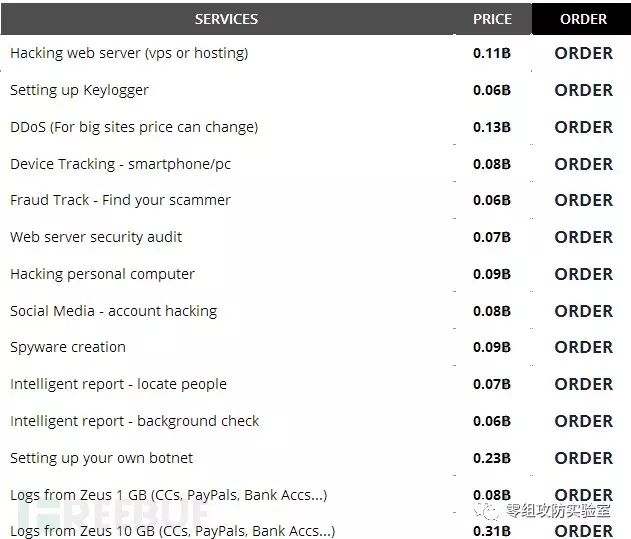 SERVICES PRICE ORDER
Hacking web server (vps or hosting) 0.11B ORDER
Setting up Keylogger 0.06B ORDER
DDoS (For big sites price can change) 0.13B ORDER
Device Tracking - smartphone/pc 0.08B ORDER
Fraud Track - Find your scammer 0.06B ORDER
Web server security audit 0.07B ORDER
Hacking personal computer 0.09B ORDER
Social Media - account hacking 0.08B ORDER
Spyware creation 0.09B ORDER
Intelligent report - locate people 0.07B ORDER
Intelligent report - background check 0.06B ORDER
Setting up your own botnet 0.23B ORDER
Logs from Zeus 1 GB (CCs, PayPals, Bank Accs...) 0.08B ORDER
Logs from Zeus 10 GB (CCs, PayPals, Bank Accs...) 0.31B ORDER
FREEBUF
零组攻防实验室